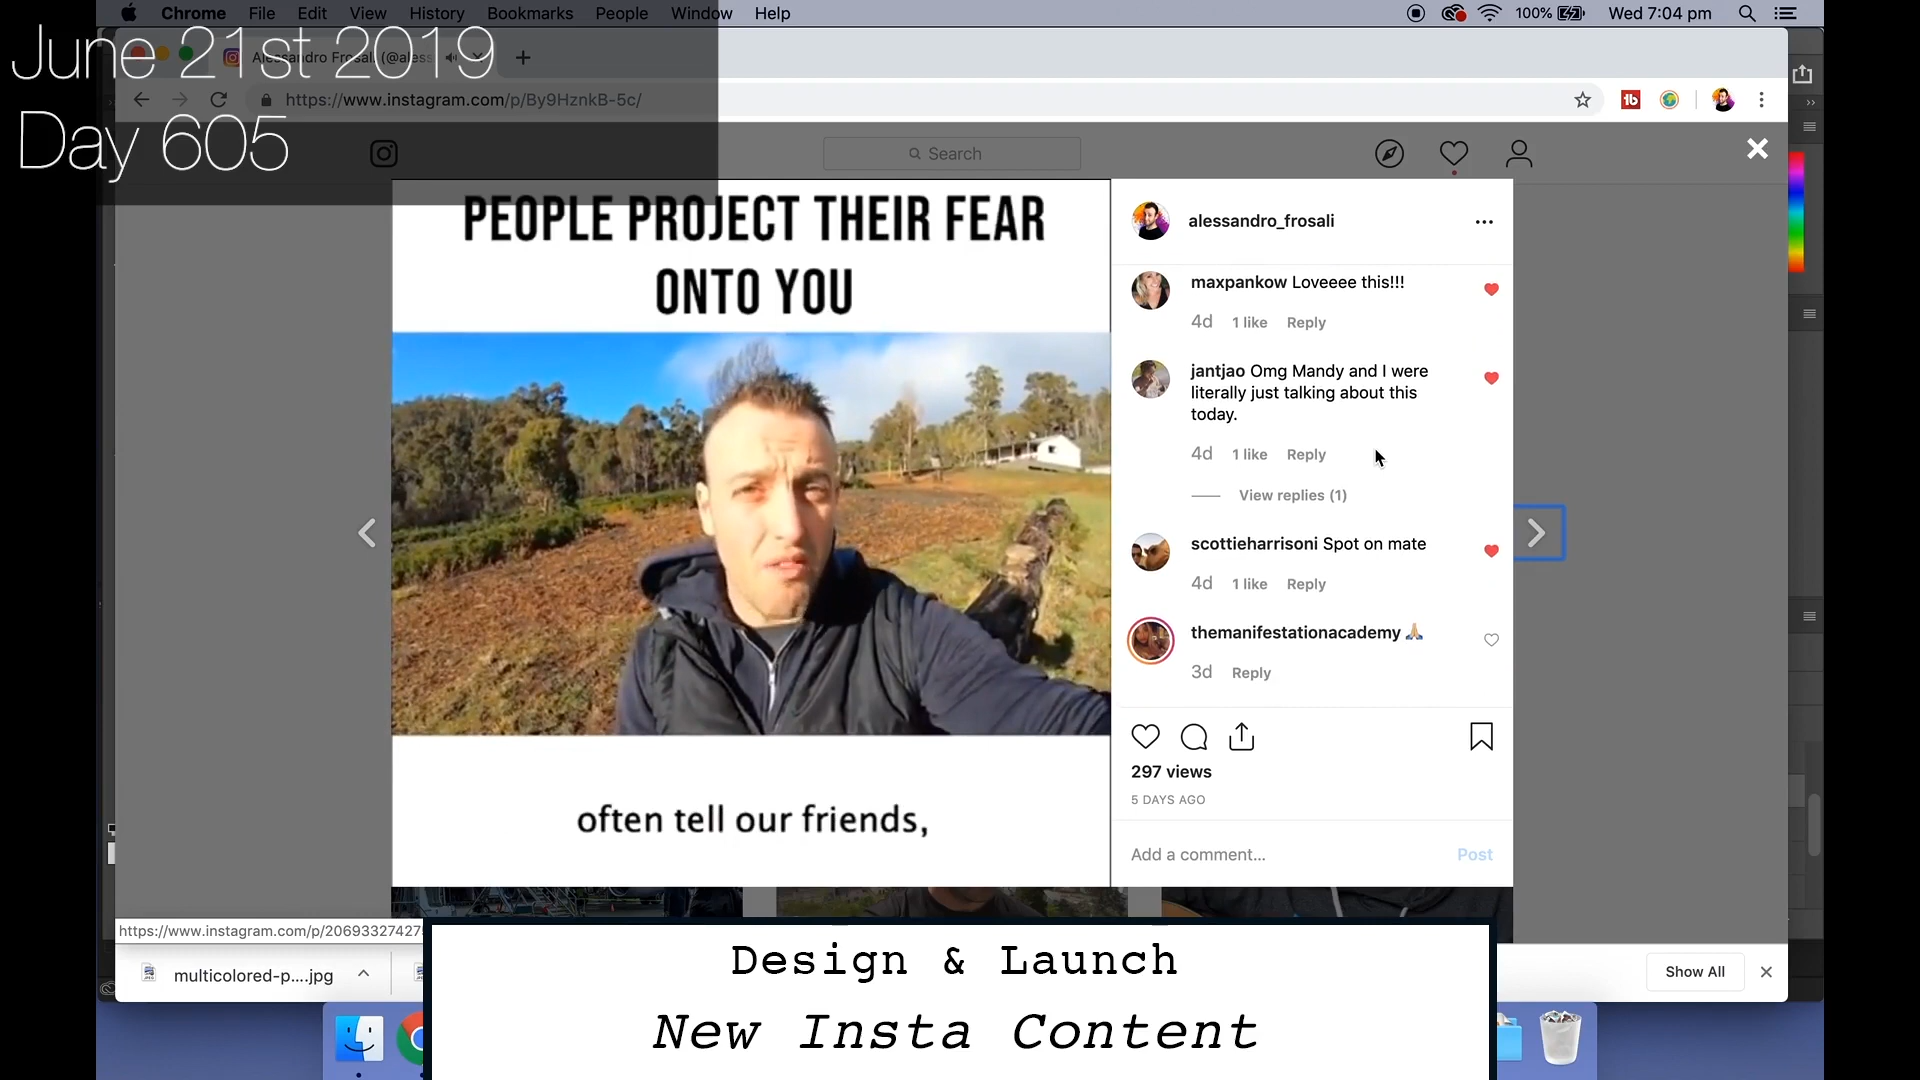 Chrome File Edit View History Bookmarks People Window Help 100% Wed 7:04 pm
June 21st 2019
Day 605
Alessandro Frosali (@aless
https://www.instagram.com/p/By9HznkB-5c/
Search
PEOPLE PROJECT THEIR FEAR
ONTO YOU
often tell our friends,
alessandro_frosali
maxpankow Loveeee this!!!
4d 1 like Reply
jantjao Omg Mandy and I were
literally just talking about this
today.
4d 1 like Reply
View replies (1)
scottieharrisoni Spot on mate
4d 1 like Reply
themanifestationacademy 🙏🏼
3d Reply
297 views
5 DAYS AGO
Add a comment... Post
https://www.instagram.com/p/2069332742
multicolored-p....jpg
Show All
Design & Launch
New Insta Content